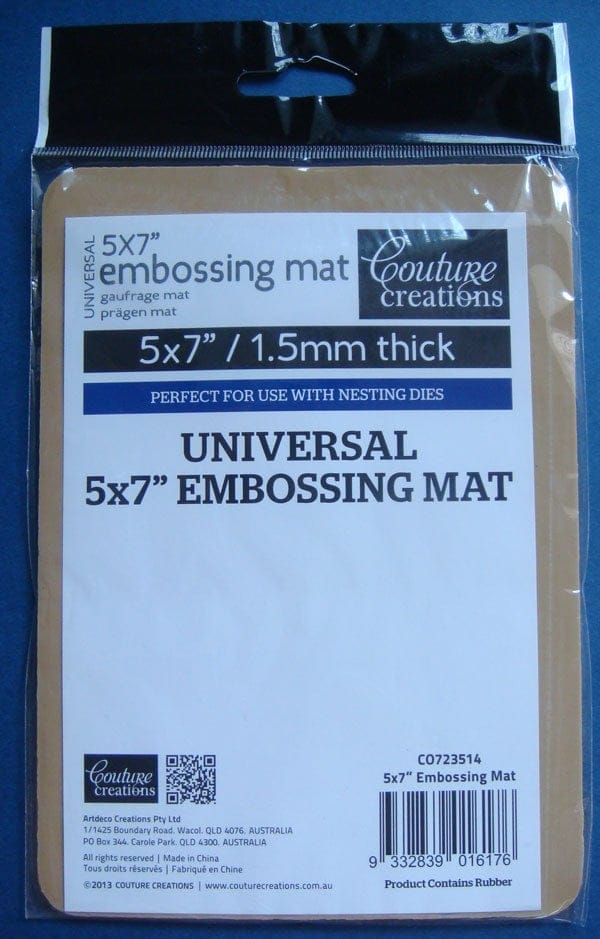 UNIVERSAL
5X7”
embossing mat
gaufrage mat
prägen mat
Couture
creations
5x7” / 1.5mm thick
PERFECT FOR USE WITH NESTING DIES
UNIVERSAL
5x7” EMBOSSING MAT
Couture
creations
Artdeco Creations Pty Ltd
1/1425 Boundary Road. Wacol. QLD 4076. AUSTRALIA
PO Box 344. Carole Park. QLD 4300. AUSTRALIA
All rights reserved | Made in China
Tous droits réservés | Fabriqué en Chine
©2013 COUTURE CREATIONS | www.couturecreations.com.au
CO723514
5x7” Embossing Mat
9 332839 016176
Product Contains Rubber